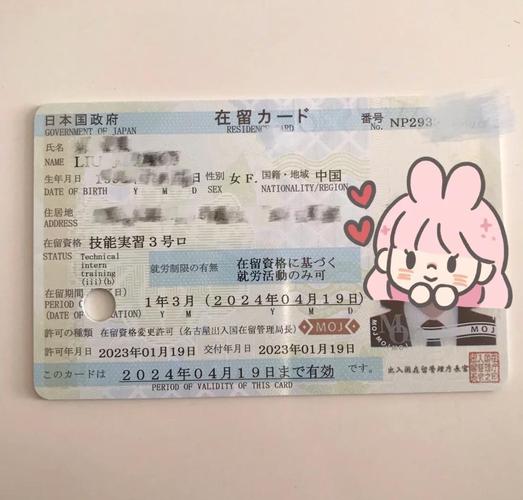 日本国政府 在留カード 番号 NP293
GOVERNMENT OF JAPAN RESIDENCE CARD No.
氏名
NAME LIU
生年月日 日 性別 女 F. 国籍・地域 中国
DATE OF BIRTH Y M D SEX NATIONALITY/REGION
住居地
ADDRESS
在留資格 技能実習3号ロ
STATUS Technical intern training (iii)(b)
就労制限の有無 在留資格に基づく就労活動のみ可
在留期間 1年3月(2024年04月19日)
PERIOD OF
(DATE OF Y M Y M D
許可の種類 在留資格変更許可(名古屋出入国在留管理局長) MOJ
許可年月日 2023年01月19日 交付年月日 2023年01月19日
MOJ
このカードは 2024年04月19日まで有効
PERIOD OF VALIDITY OF THIS CARD
出入国在留管理庁長官